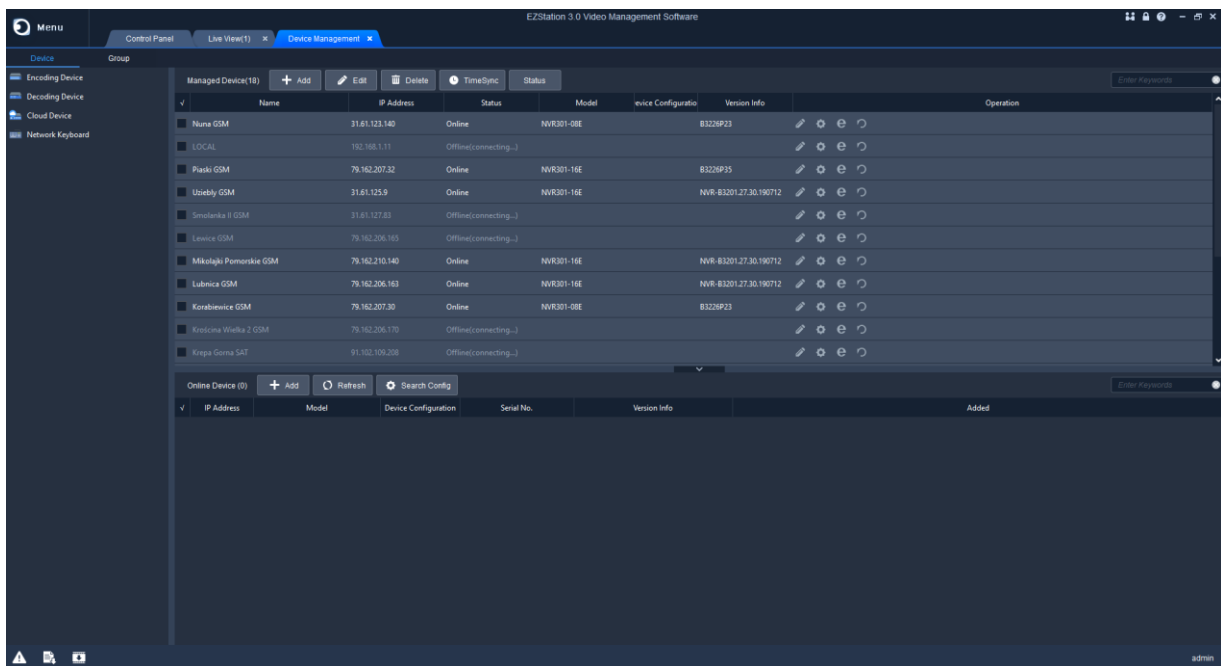 EZStation 3.0 Video Management Software
Menu
Control Panel Live View(1) × Device Management ×
Device Group
Encoding Device
Decoding Device
Cloud Device
Network Keyboard
Managed Device(18) Add Edit Delete TimeSync Status Enter Keywords
√ Name IP Address Status Model evice Configuratio Version Info Operation
Nuna GSM 31.61.123.140 Online NVR301-08E B3226P23
LOCAL 192.168.1.11 Offline(connecting...)
Piaski GSM 79.162.207.32 Online NVR301-16E B3226P35
Uziebly GSM 31.61.125.9 Online NVR301-16E NVR-B3201.27.30.190712
Smolanka II GSM 31.61.127.83 Offline(connecting...)
Lewice GSM 79.162.206.165 Offline(connecting...)
Mikolajki Pomorskie GSM 79.162.210.140 Online NVR301-16E NVR-B3201.27.30.190712
Lubnica GSM 79.162.206.163 Online NVR301-16E NVR-B3201.27.30.190712
Korabiewice GSM 79.162.207.30 Online NVR301-08E B3226P23
Krościna Wielka 2 GSM 79.162.206.170 Offline(connecting...)
Krepa Gorna SAT 91.102.109.208 Offline(connecting...)
Online Device (0) Add Refresh Search Config Enter Keywords
√ IP Address Model Device Configuration Serial No. Version Info Added
admin